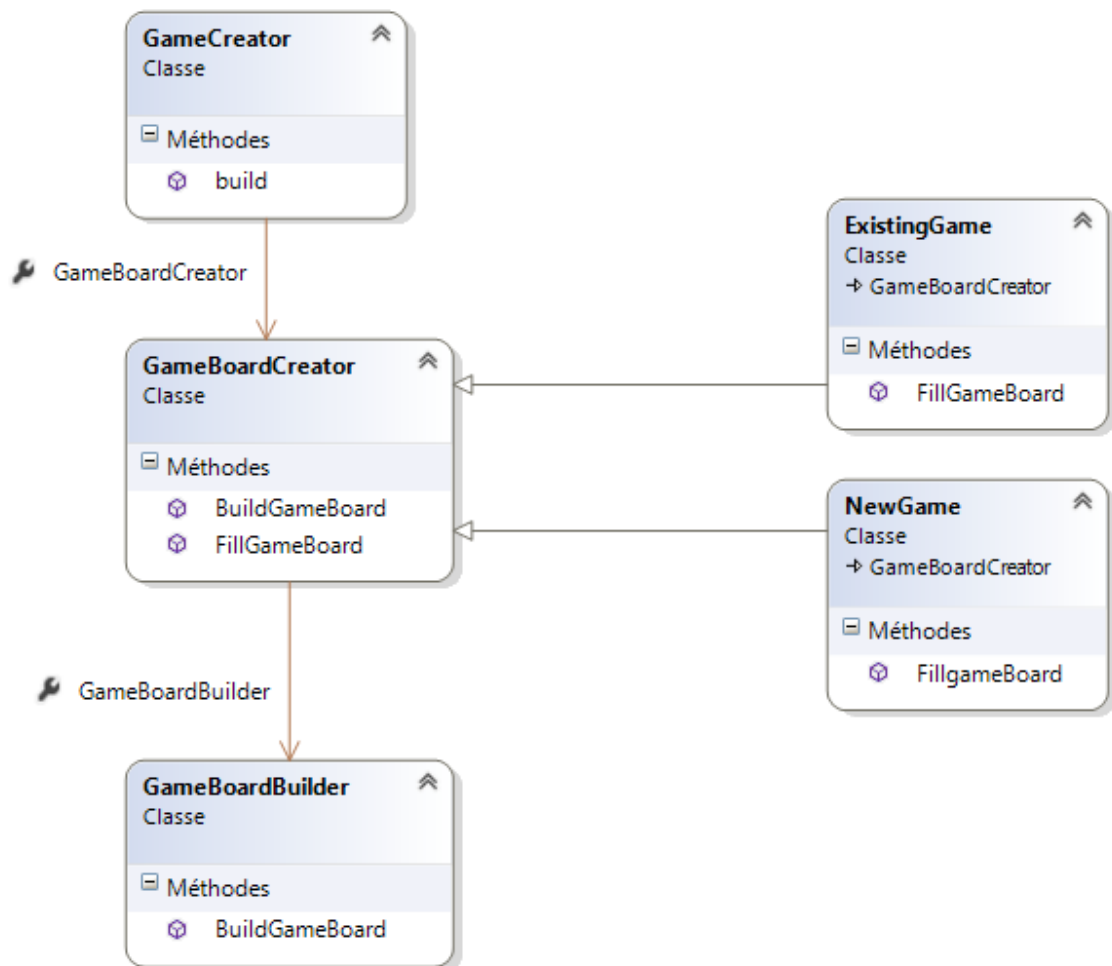 GameCreator
Classe
Méthodes
build
GameBoardCreator
GameBoardCreator
Classe
Méthodes
BuildGameBoard
FillGameBoard
GameBoardBuilder
GameBoardBuilder
Classe
Méthodes
BuildGameBoard
ExistingGame
Classe
GameBoardCreator
Méthodes
FillGameBoard
NewGame
Classe
GameBoardCreator
Méthodes
FillgameBoard